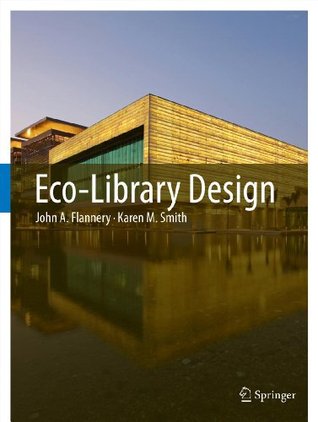 Eco-Library Design
John A. Flannery · Karen M. Smith
Springer